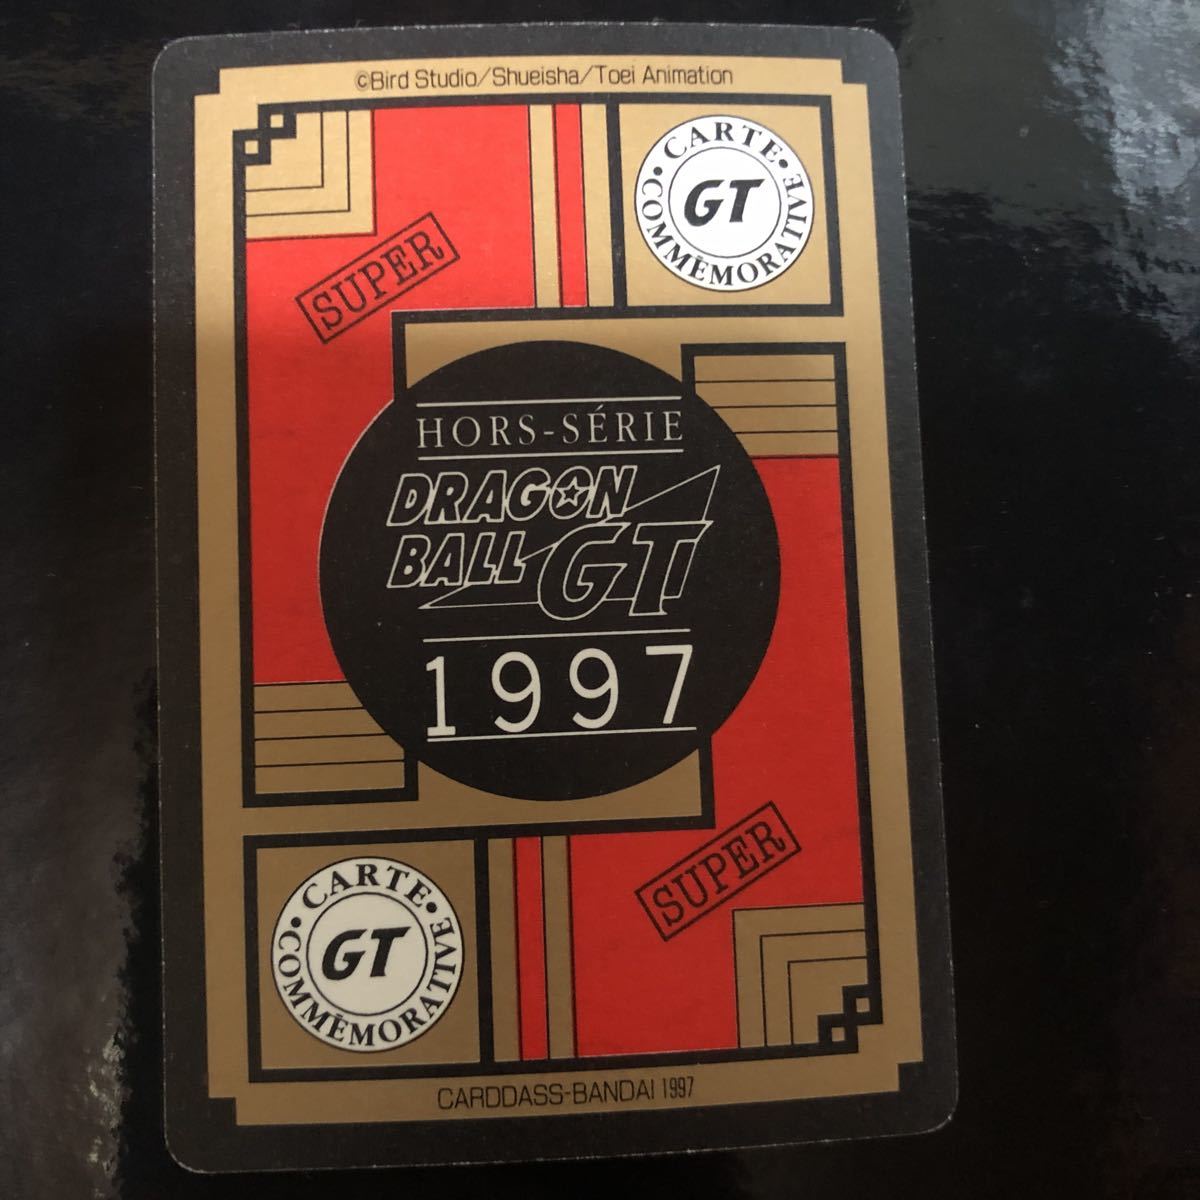 ©Bird Studio/Shueisha/Toei Animation
• CARTE •
COMMÉMORATIVE
GT
SUPER
HORS-SÉRIE
DRAGON
BALL GT
1997
SUPER
• CARTE •
COMMÉMORATIVE
GT
CARDDASS-BANDAI 1997